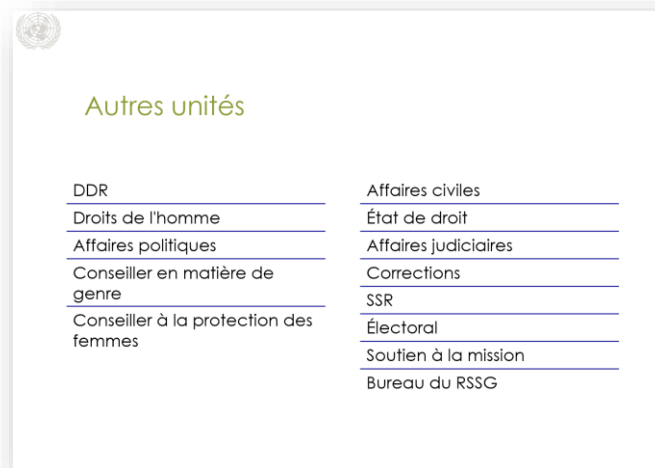 Autres unités
DDR
Droits de l'homme
Affaires politiques
Conseiller en matière de
genre
Conseiller à la protection des
femmes
Affaires civiles
État de droit
Affaires judiciaires
Corrections
SSR
Électoral
Soutien à la mission
Bureau du RSSG